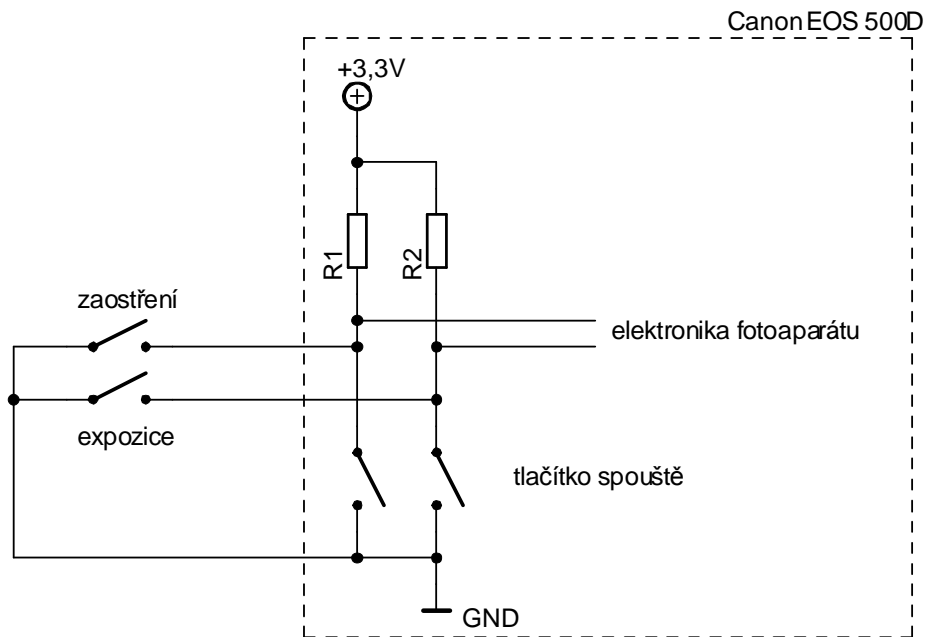 Canon EOS 500D
+3,3V
R1
R2
zaostření
elektronika fotoaparátu
expozice
tlačítko spouště
GND